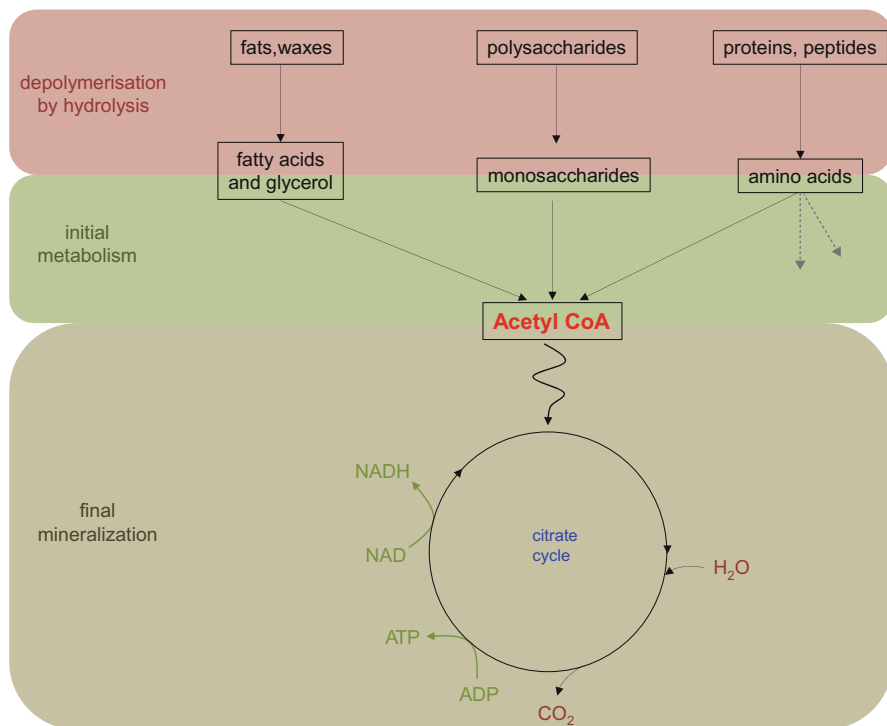 fats,waxes
polysaccharides
proteins, peptides
depolymerisation
by hydrolysis
fatty acids
and glycerol
monosaccharides
amino acids
initial
metabolism
Acetyl CoA
NADH
final
mineralization
citrate
cycle
NAD
H₂O
ATP
ADP
CO₂